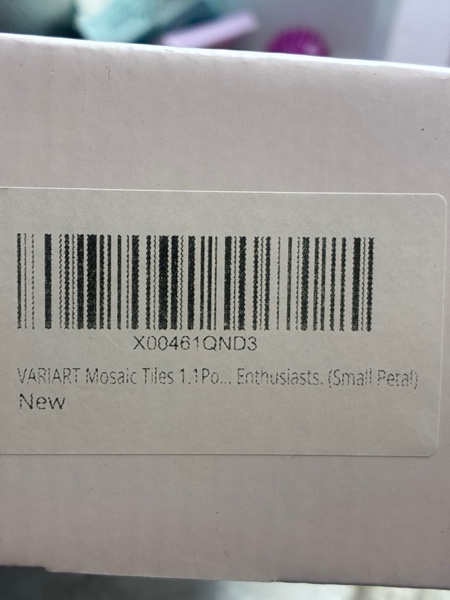 X00461QND3
VARIART Mosaic Tiles 1.1Po... Enthusiasts. (Small Petal)
New